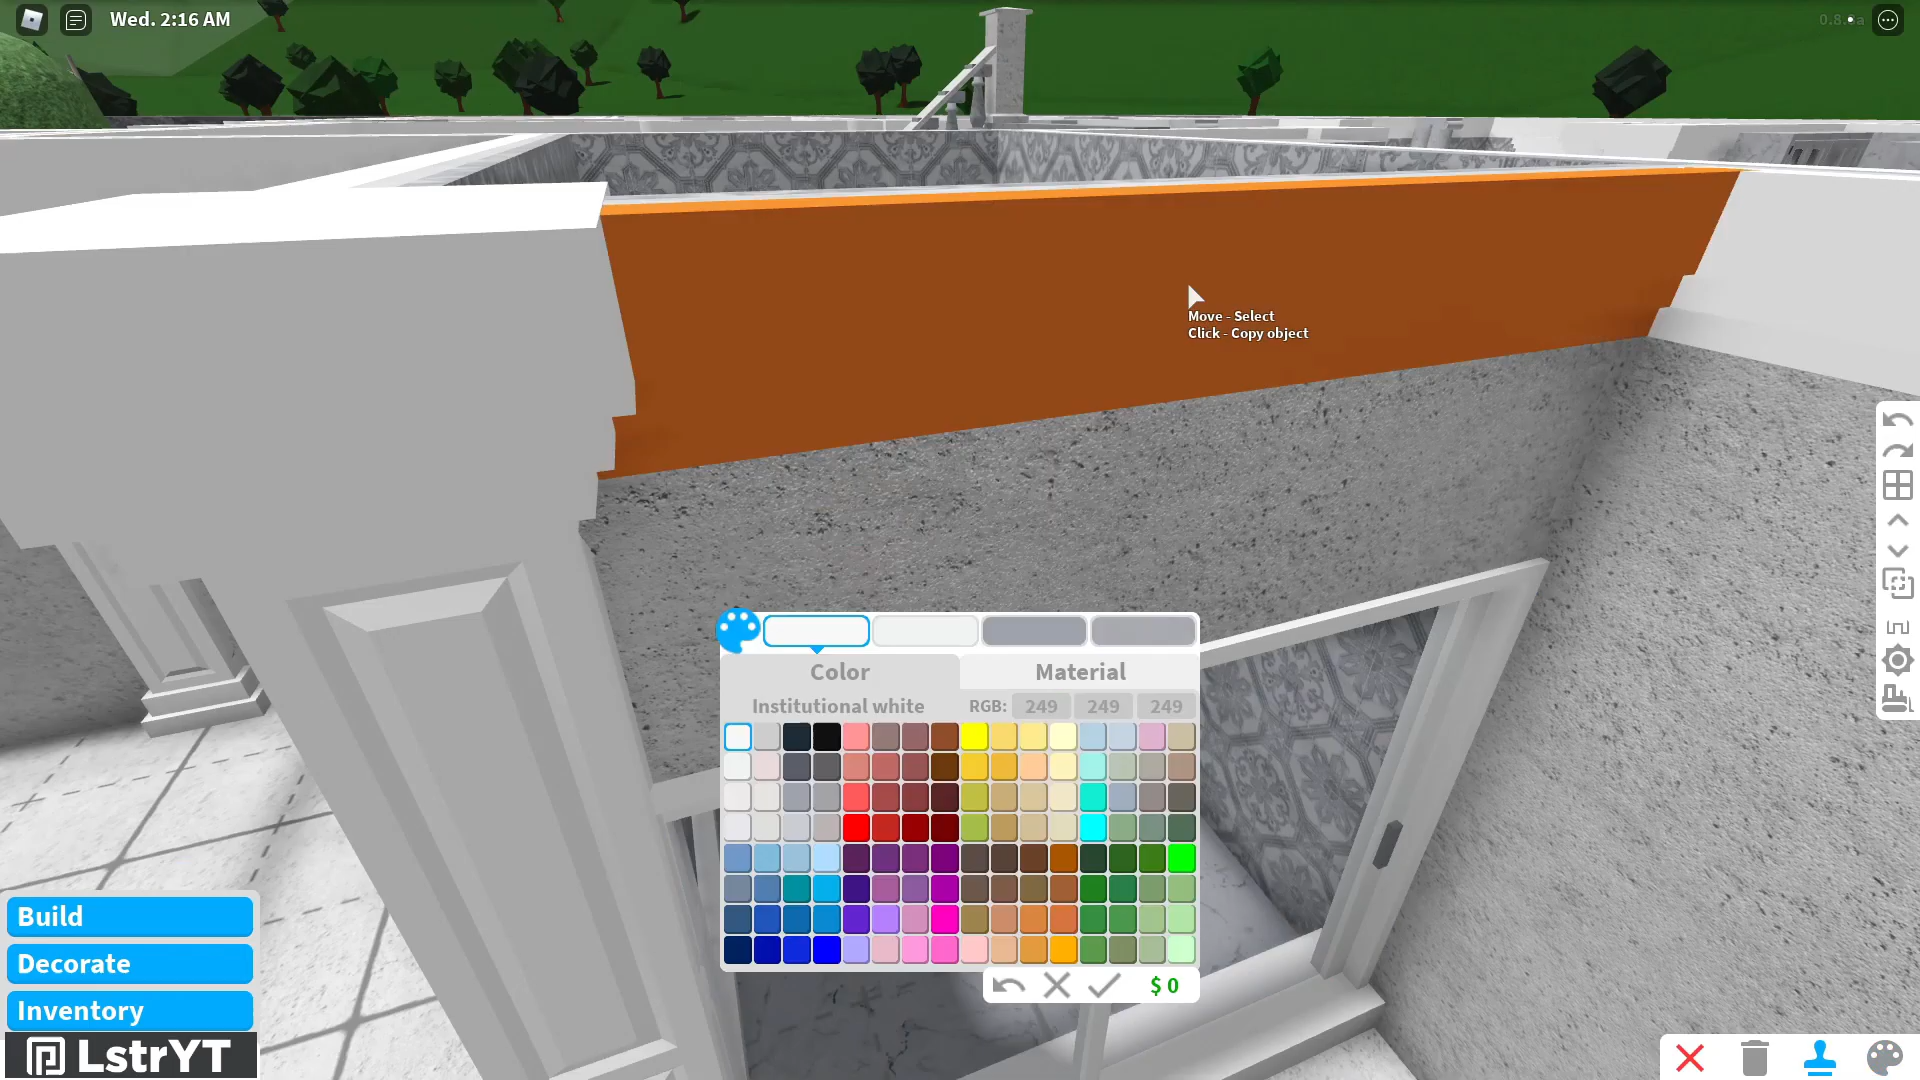 Wed. 2:16 AM
Move - Select
Click - Copy object
Color
Material
Institutional white
RGB: 249 249 249
$ 0
Build
Decorate
Inventory
LstrYT